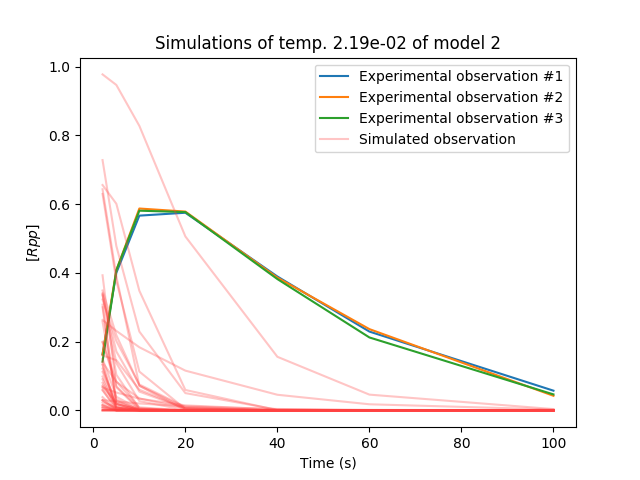 Simulations of temp. 2.19e-02 of model 2
Experimental observation #1
Experimental observation #2
Experimental observation #3
Simulated observation
[Rpp]
1.0
0.8
0.6
0.4
0.2
0.0
0 20 40 60 80 100
Time (s)